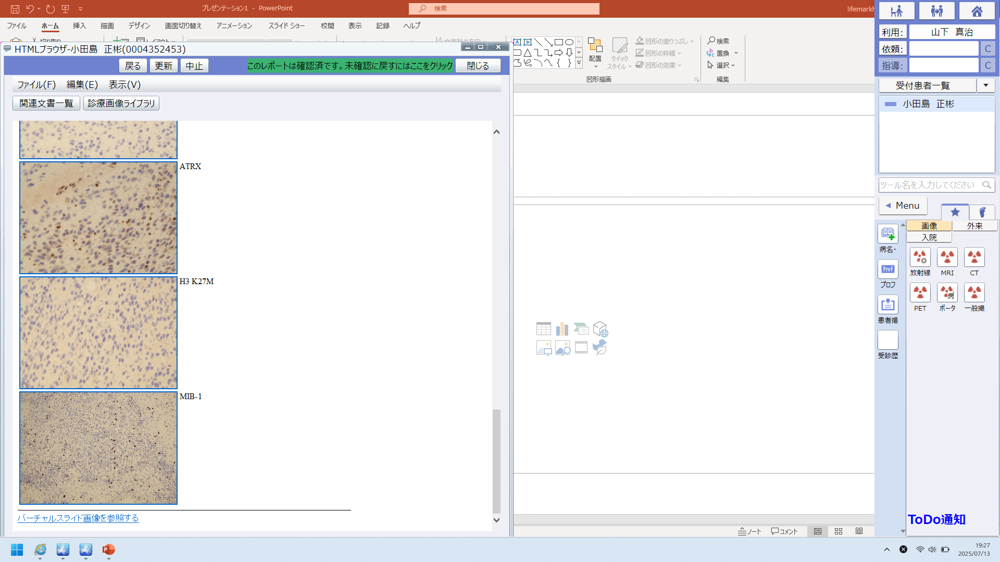 プレゼンテーション1 - PowerPoint
検索
lifemarkh
ファイル ホーム 挿入 描画 デザイン 画面切り替え アニメーション スライド ショー 校閲 表示 記録 ヘルプ
HTMLブラウザ-小田島 正彬(0004352453)
戻る 更新 中止 このレポートは確認済です。未確認に戻すにはここをクリック 閉じる
ファイル(F) 編集(E) 表示(V)
関連文書一覧 診療画像ライブラリ
ATRX
H3 K27M
MIB-1
バーチャルスライド画像を参照する
配置
クイック
スタイル
図形の塗りつぶし
図形の枠線
図形の効果
図形描画
検索
置換
選択
編集
ノート コメント
利用: 山下 真治
依頼: C
指導: C
受付患者一覧
小田島 正彬
ツール名を入力してください
Menu
画像 外来
入院
病名・
プロフ
患者掲
受診歴
放射線 MRI CT
PET ポータ 一般撮
ToDo通知
19:27
2025/07/13